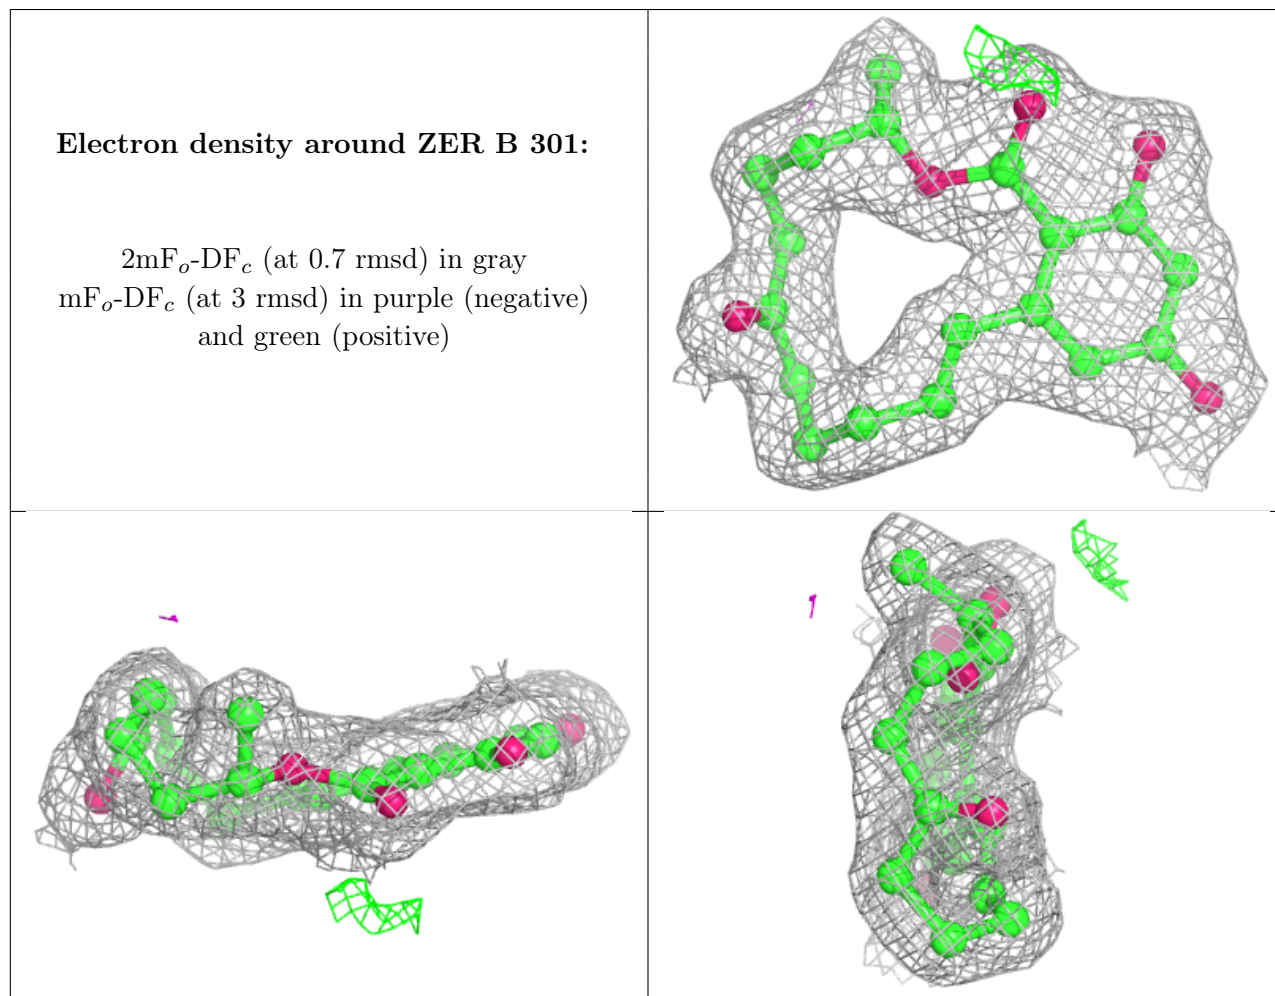 Electron density around ZER B 301:
2mFo-DFc (at 0.7 rmsd) in gray
mFo-DFc (at 3 rmsd) in purple (negative)
and green (positive)